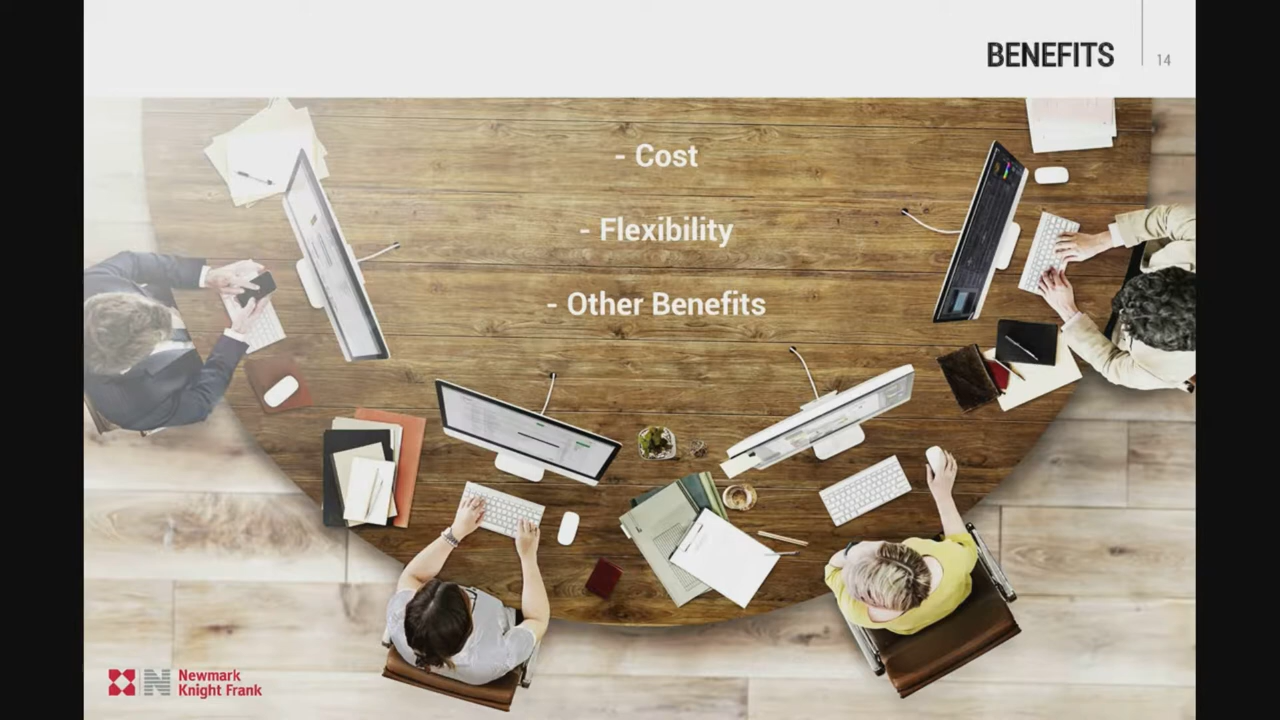 BENEFITS
14
- Cost
- Flexibility
- Other Benefits
Newmark
Knight Frank